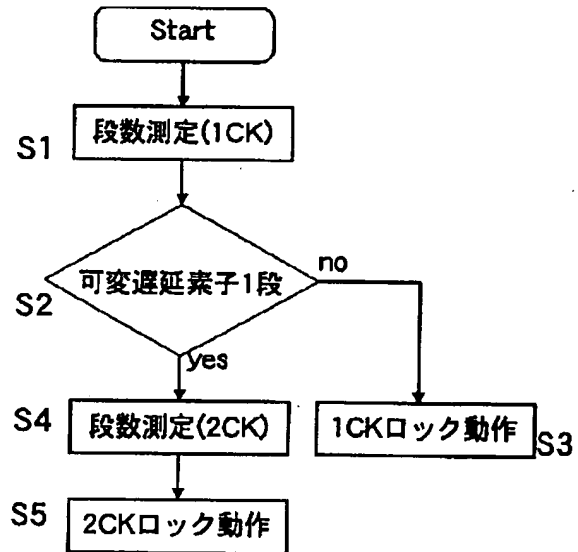 Start
S1
段数測定(1CK)
S2
可変遅延素子1段
no
yes
S4
段数測定(2CK)
1CKロック動作
S3
S5
2CKロック動作